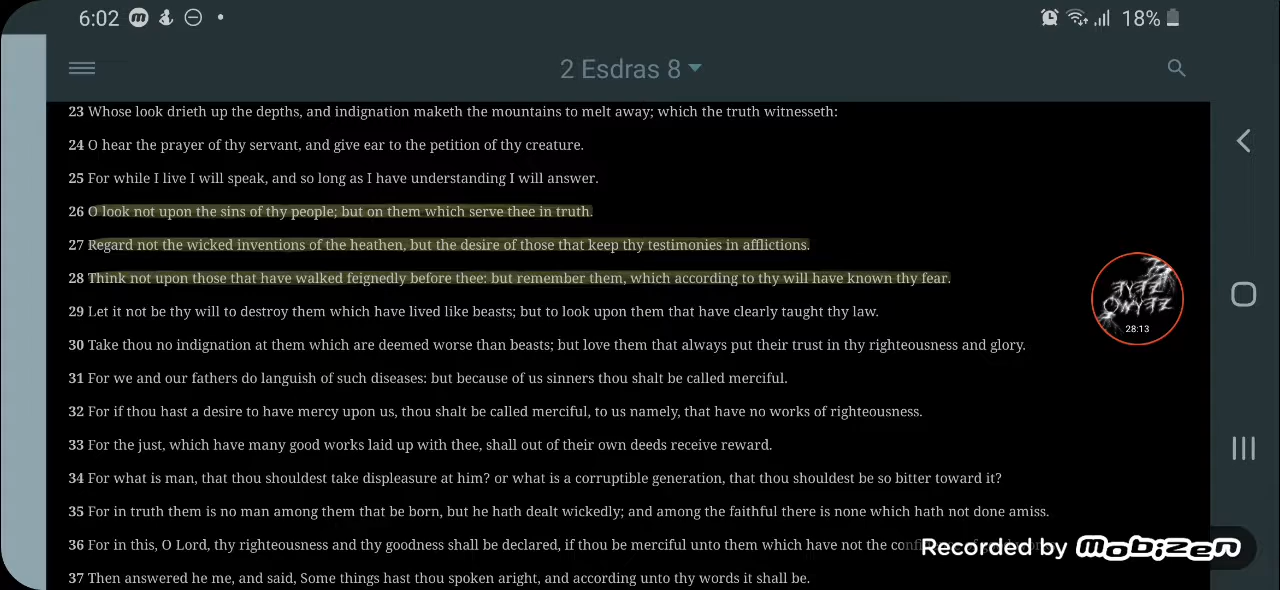 6:02
18%
2 Esdras 8
23 Whose look drieth up the depths, and indignation maketh the mountains to melt away; which the truth witnesseth:
24 O hear the prayer of thy servant, and give ear to the petition of thy creature.
25 For while I live I will speak, and so long as I have understanding I will answer.
26 O look not upon the sins of thy people; but on them which serve thee in truth.
27 Regard not the wicked inventions of the heathen, but the desire of those that keep thy testimonies in afflictions.
28 Think not upon those that have walked feignedly before thee: but remember them, which according to thy will have known thy fear.
29 Let it not be thy will to destroy them which have lived like beasts; but to look upon them that have clearly taught thy law.
28:13
30 Take thou no indignation at them which are deemed worse than beasts; but love them that always put their trust in thy righteousness and glory.
31 For we and our fathers do languish of such diseases: but because of us sinners thou shalt be called merciful.
32 For if thou hast a desire to have mercy upon us, thou shalt be called merciful, to us namely, that have no works of righteousness.
33 For the just, which have many good works laid up with thee, shall out of their own deeds receive reward.
34 For what is man, that thou shouldest take displeasure at him? or what is a corruptible generation, that thou shouldest be so bitter toward it?
35 For in truth them is no man among them that be born, but he hath dealt wickedly; and among the faithful there is none which hath not done amiss.
36 For in this, O Lord, thy righteousness and thy goodness shall be declared, if thou be merciful unto them which have not the
Recorded by mobizen
37 Then answered he me, and said, Some things hast thou spoken aright, and according unto thy words it shall be.